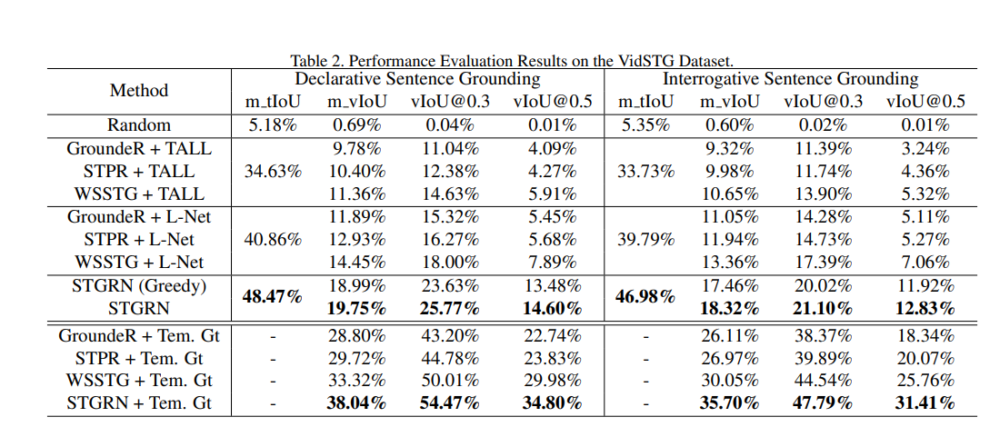 Table 2. Performance Evaluation Results on the VidSTG Dataset.
Method Declarative Sentence Grounding Interrogative Sentence Grounding
m_tIoU m_vIoU vIoU@0.3 vIoU@0.5 m_tIoU m_vIoU vIoU@0.3 vIoU@0.5
Random 5.18% 0.69% 0.04% 0.01% 5.35% 0.60% 0.02% 0.01%
GroundeR + TALL 9.78% 11.04% 4.09% 9.32% 11.39% 3.24%
STPR + TALL 34.63% 10.40% 12.38% 4.27% 33.73% 9.98% 11.74% 4.36%
WSSTG + TALL 11.36% 14.63% 5.91% 10.65% 13.90% 5.32%
GroundeR + L-Net 11.89% 15.32% 5.45% 11.05% 14.28% 5.11%
STPR + L-Net 40.86% 12.93% 16.27% 5.68% 39.79% 11.94% 14.73% 5.27%
WSSTG + L-Net 14.45% 18.00% 7.89% 13.36% 17.39% 7.06%
STGRN (Greedy) 48.47% 18.99% 23.63% 13.48% 46.98% 17.46% 20.02% 11.92%
STGRN 19.75% 25.77% 14.60% 18.32% 21.10% 12.83%
GroundeR + Tem. Gt - 28.80% 43.20% 22.74% - 26.11% 38.37% 18.34%
STPR + Tem. Gt - 29.72% 44.78% 23.83% - 26.97% 39.89% 20.07%
WSSTG + Tem. Gt - 33.32% 50.01% 29.98% - 30.05% 44.54% 25.76%
STGRN + Tem. Gt - 38.04% 54.47% 34.80% - 35.70% 47.79% 31.41%